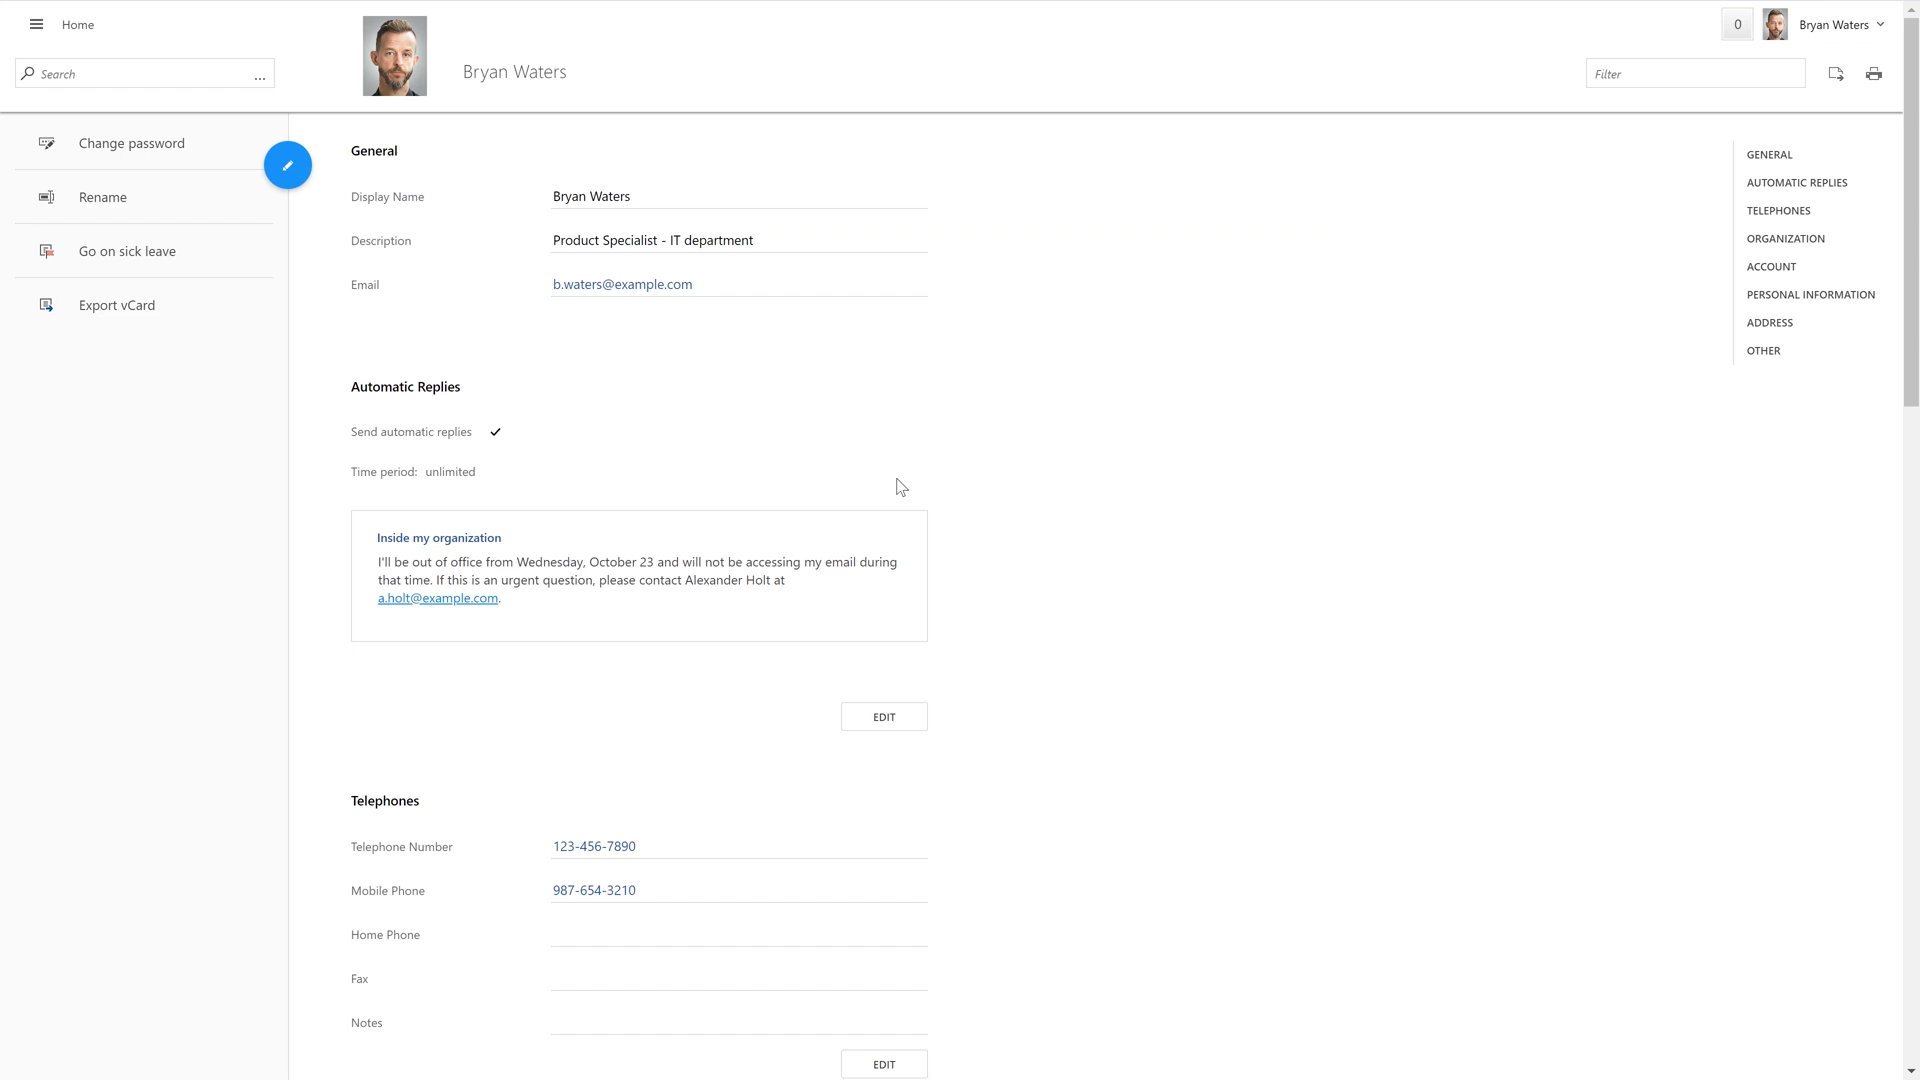 Home
0
Bryan Waters
Search
...
Bryan Waters
Filter
Change password
Rename
Go on sick leave
Export vCard
General
Display Name
Bryan Waters
Description
Product Specialist - IT department
Email
b.waters@example.com
Automatic Replies
Send automatic replies
Time period: unlimited
Inside my organization
I'll be out of office from Wednesday, October 23 and will not be accessing my email during
that time. If this is an urgent question, please contact Alexander Holt at
a.holt@example.com.
EDIT
Telephones
Telephone Number
123-456-7890
Mobile Phone
987-654-3210
Home Phone
Fax
Notes
EDIT
GENERAL
AUTOMATIC REPLIES
TELEPHONES
ORGANIZATION
ACCOUNT
PERSONAL INFORMATION
ADDRESS
OTHER